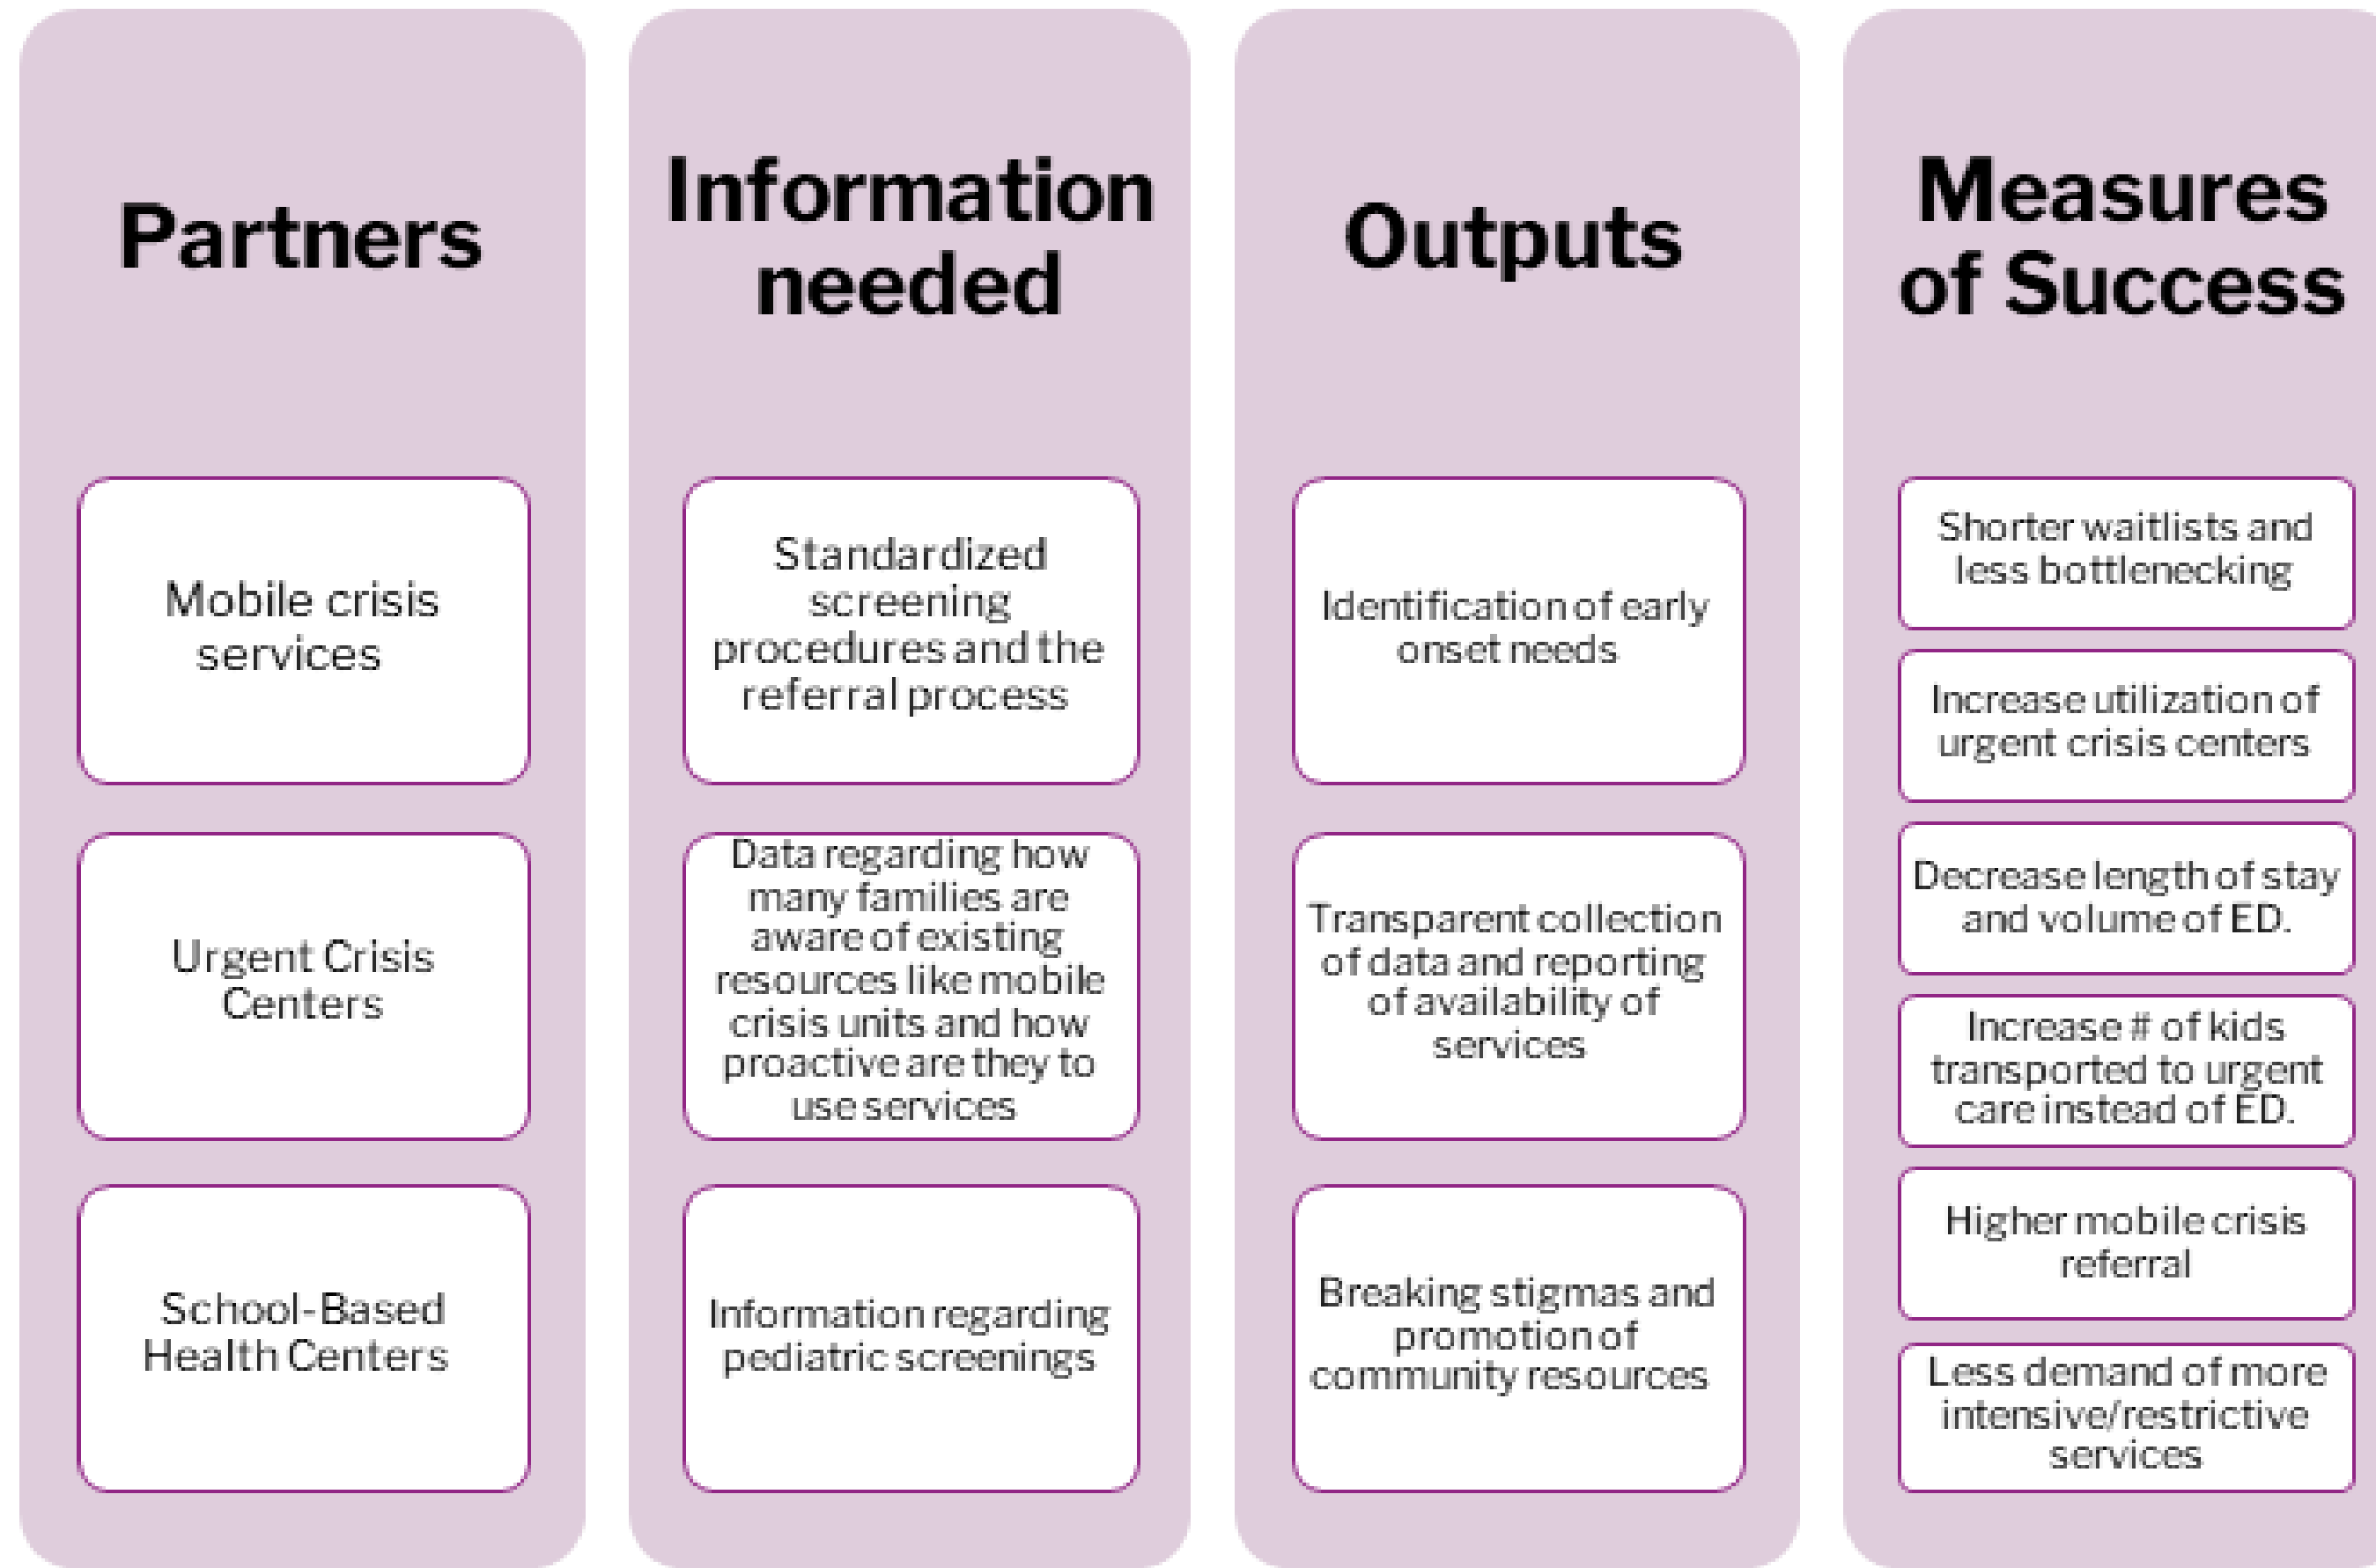 Partners
Mobile crisis
services
Urgent Crisis
Centers
School-Based
Health Centers
Information
needed
Standardized
screening
procedures and the
referral process
Data regarding how
many families are
aware of existing
resources like mobile
crisis units and how
proactive are they to
use services
Information regarding
pediatric screenings
Outputs
Identification of early
onset needs
Transparent collection
of data and reporting
of availability of
services
Breaking stigmas and
promotion of
community resources
Measures
of Success
Shorter waitlists and
less bottlenecking
Increase utilization of
urgent crisis centers
Decrease length of stay
and volume of ED.
Increase # of kids
transported to urgent
care instead of ED.
Higher mobile crisis
referral
Less demand of more
intensive/restrictive
services